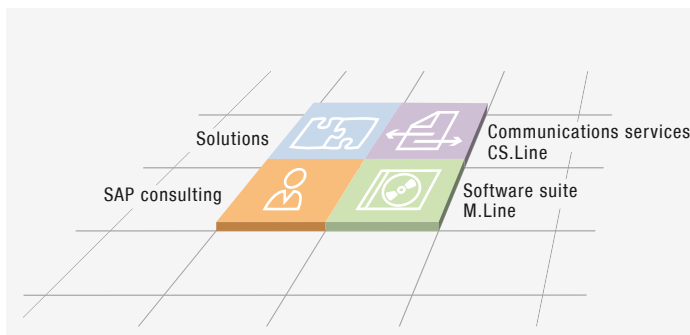 Solutions
Communications services
CS.Line
SAP consulting
Software suite
M.Line